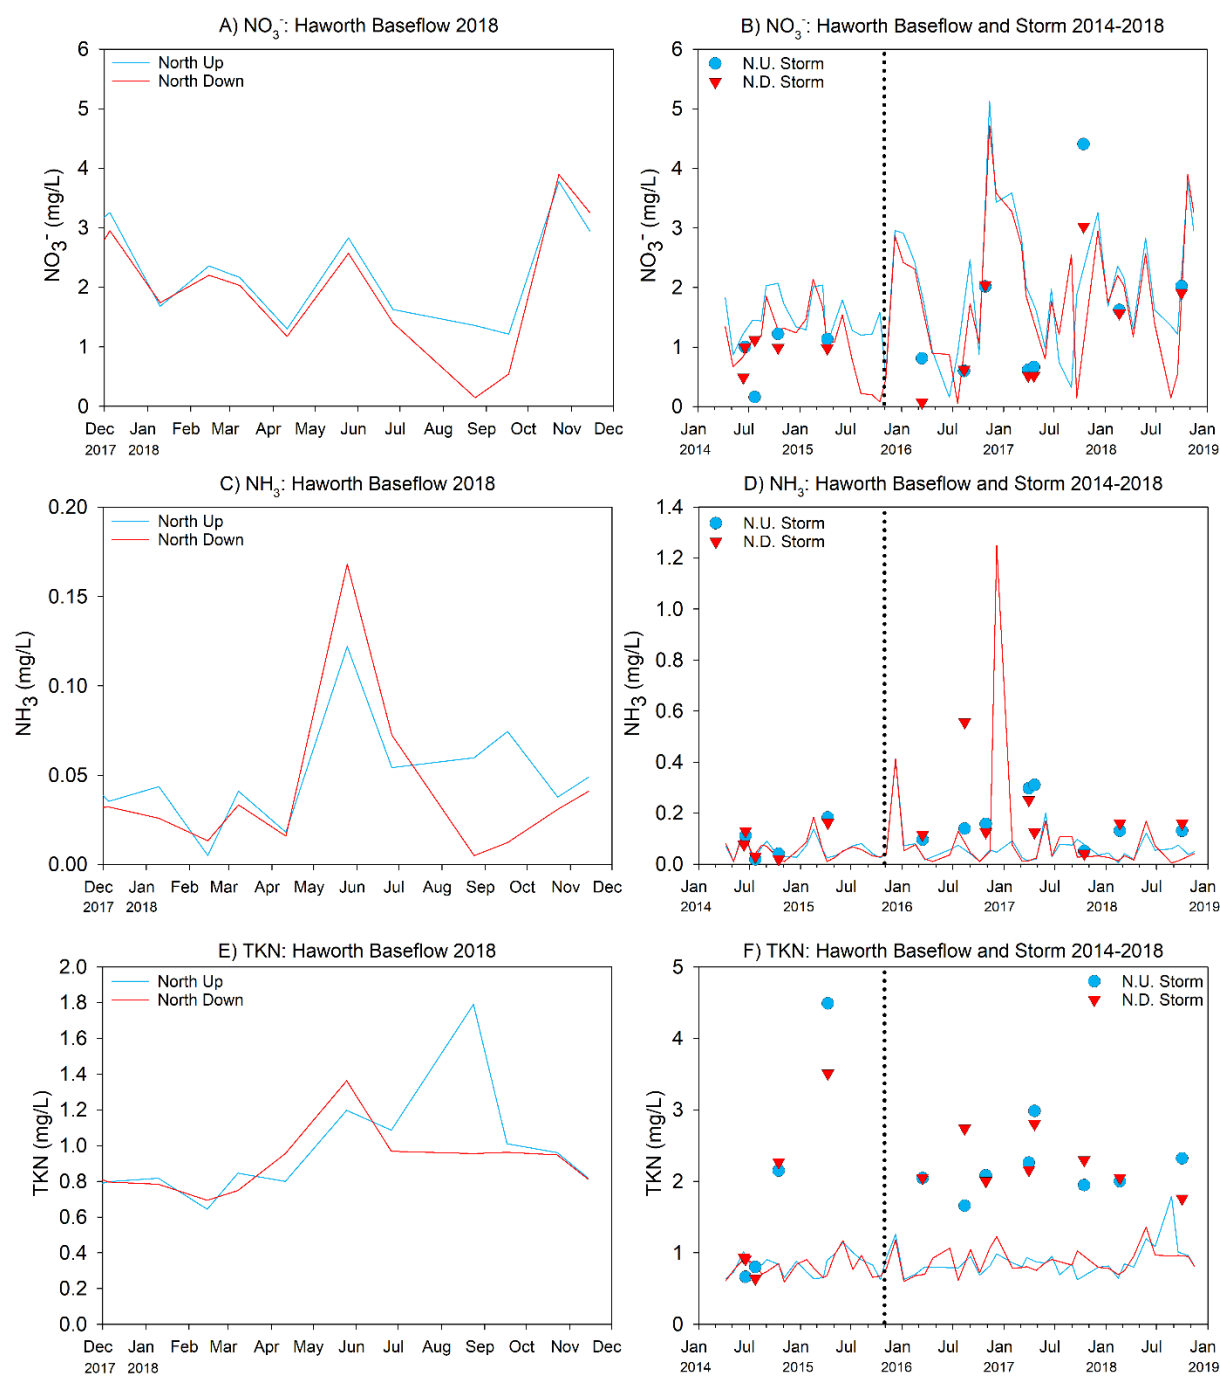 A) NO₃⁻: Haworth Baseflow 2018
6
5
4
3
2
1
0
NO₃⁻ (mg/L)
North Up
North Down
Dec Jan Feb Mar Apr May Jun Jul Aug Sep Oct Nov Dec
2017 2018
B) NO₃⁻: Haworth Baseflow and Storm 2014-2018
6
5
4
3
2
1
0
NO₃⁻ (mg/L)
N.U. Storm
N.D. Storm
Jan Jul Jan Jul Jan Jul Jan Jul Jan Jul Jan
2014 2015 2016 2017 2018 2019
C) NH₃: Haworth Baseflow 2018
0.20
0.15
0.10
0.05
0.00
NH₃ (mg/L)
North Up
North Down
Dec Jan Feb Mar Apr May Jun Jul Aug Sep Oct Nov Dec
2017 2018
D) NH₃: Haworth Baseflow and Storm 2014-2018
1.4
1.2
1.0
0.8
0.6
0.4
0.2
0.0
NH₃ (mg/L)
N.U. Storm
N.D. Storm
Jan Jul Jan Jul Jan Jul Jan Jul Jan Jul Jan
2014 2015 2016 2017 2018 2019
E) TKN: Haworth Baseflow 2018
2.0
1.8
1.6
1.4
1.2
1.0
0.8
0.6
0.4
0.2
0.0
TKN (mg/L)
North Up
North Down
Dec Jan Feb Mar Apr May Jun Jul Aug Sep Oct Nov Dec
2017 2018
F) TKN: Haworth Baseflow and Storm 2014-2018
5
4
3
2
1
0
TKN (mg/L)
N.U. Storm
N.D. Storm
Jan Jul Jan Jul Jan Jul Jan Jul Jan Jul Jan
2014 2015 2016 2017 2018 2019